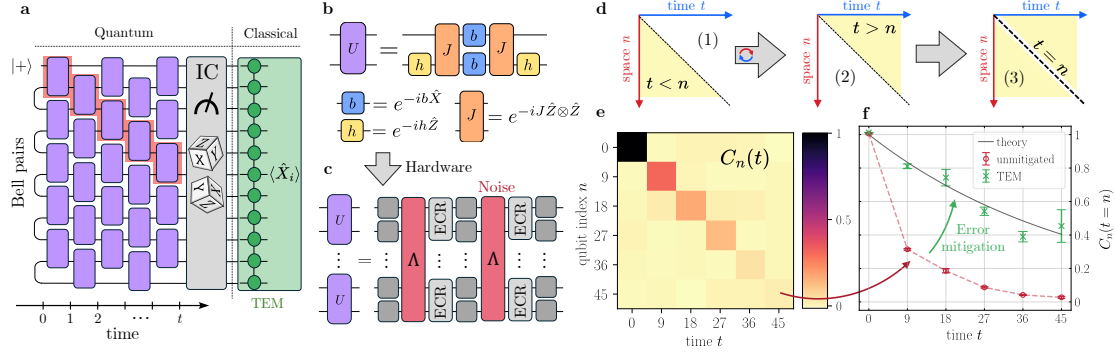 a
Quantum
Classical
|+⟩
Bell pairs
IC
X
Y
Y
X
Z
⟨X̂ᵢ⟩
TEM
0 1 2 ⋯ t
time
b
U = h J b b J h
b = e^{-ibX̂}
h = e^{-ihẐ}
J = e^{-iJẐ⊗Ẑ}
Hardware
c
Noise
U
Λ ECR Λ ECR
⋮ = ⋮ ⋮ ⋮
U
ECR ECR
d
time t
space n
(1)
t < n
time t
space n
t > n
(2)
time t
space n
t = n
(3)
e
C_n(t)
qubit index n
0
9
18
27
36
45
0 9 18 27 36 45
time t
1
0.5
0
f
theory
unmitigated
TEM
Error
mitigation
1
0.8
0.6
0.4
0.2
0
C_n(t = n)
0 9 18 27 36 45
time t